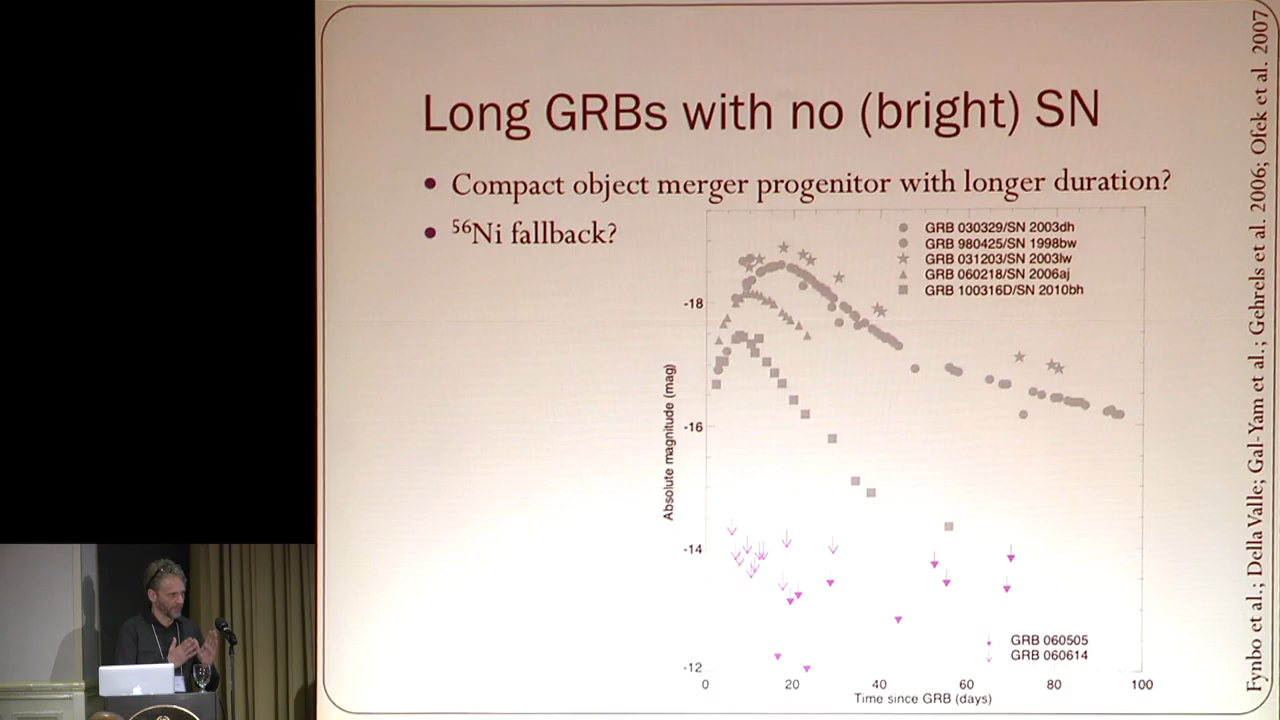 Long GRBs with no (bright) SN
• Compact object merger progenitor with longer duration?
• ⁵⁶Ni fallback?
GRB 030329/SN 2003dh
GRB 980425/SN 1998bw
GRB 031203/SN 2003lw
GRB 060218/SN 2006aj
GRB 100316D/SN 2010bh
-18
-16
-14
-12
Absolute magnitude (mag)
GRB 060505
GRB 060614
0 20 40 60 80 100
Time since GRB (days)
Fynbo et al.; Della Valle; Gal-Yam et al.; Gehrels et al. 2006; Ofek et al. 2007